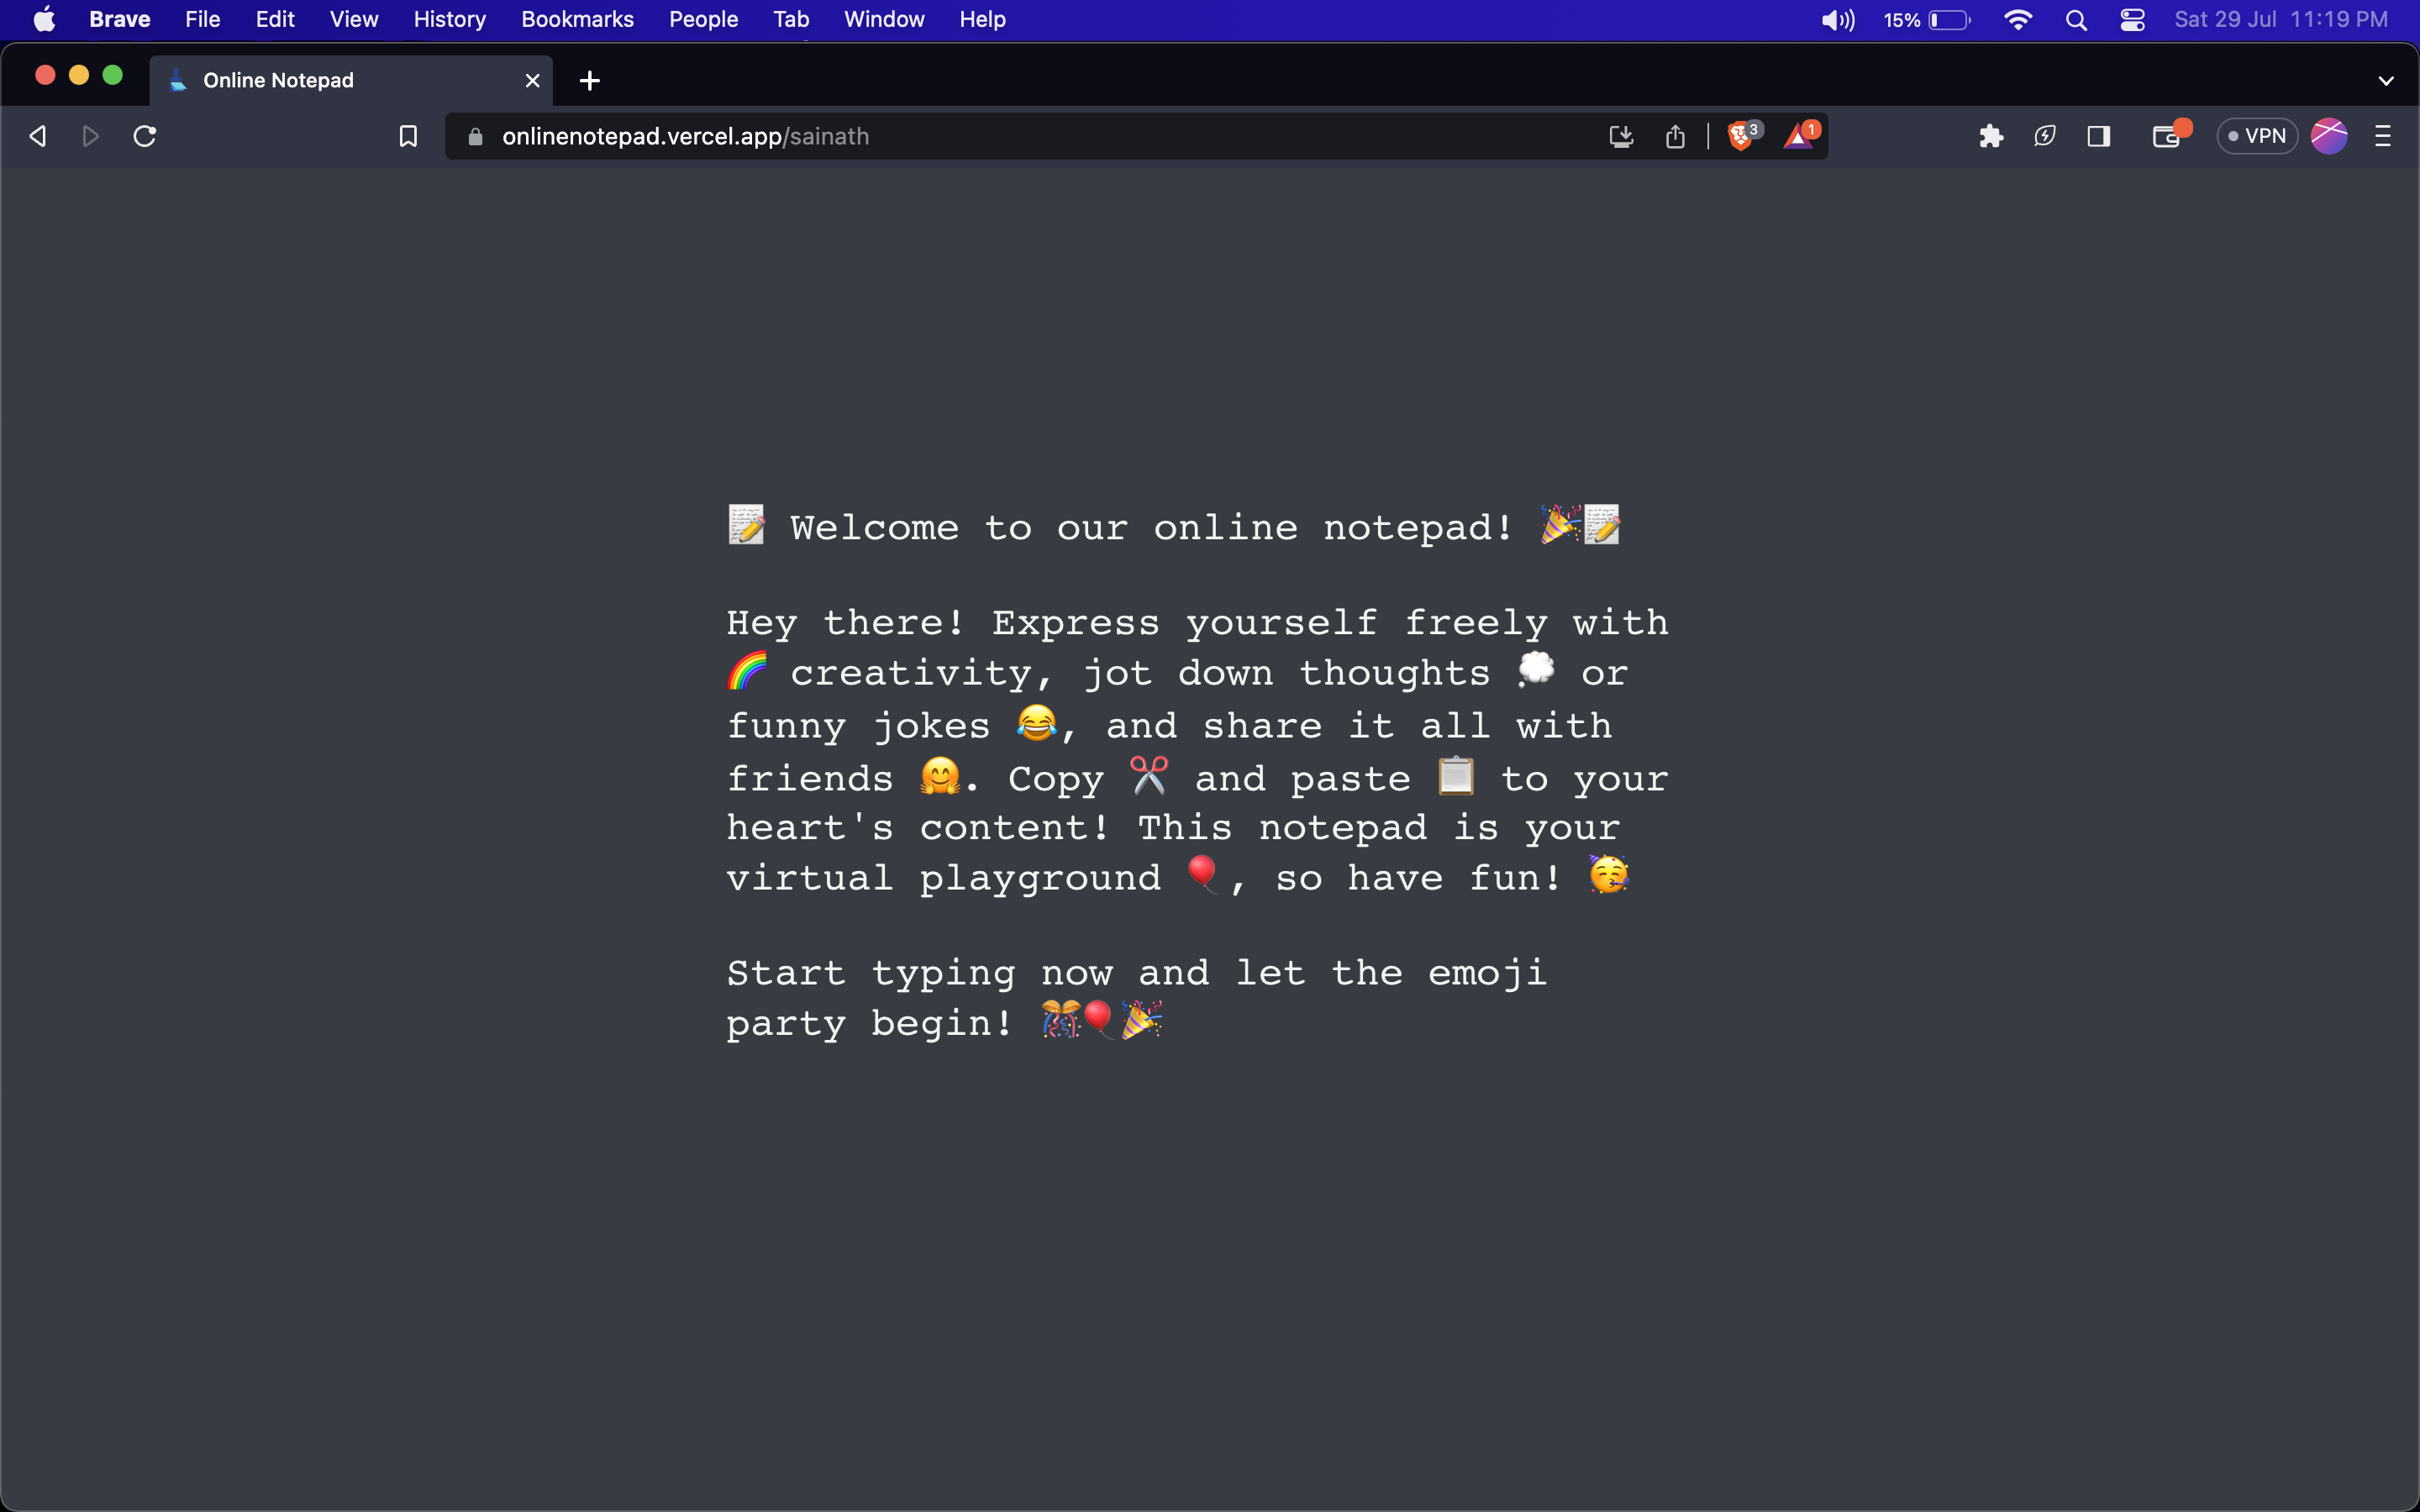 Brave File Edit View History Bookmarks People Tab Window Help 15% Sat 29 Jul 11:19 PM
Online Notepad
onlinenotepad.vercel.app/sainath 3 1 VPN
📝 Welcome to our online notepad! 🎉📝
Hey there! Express yourself freely with
🌈 creativity, jot down thoughts 💭 or
funny jokes 😂, and share it all with
friends 🤗. Copy ✂️ and paste 📋 to your
heart's content! This notepad is your
virtual playground 🎈, so have fun! 🥳
Start typing now and let the emoji
party begin! 🎊🎈🎉